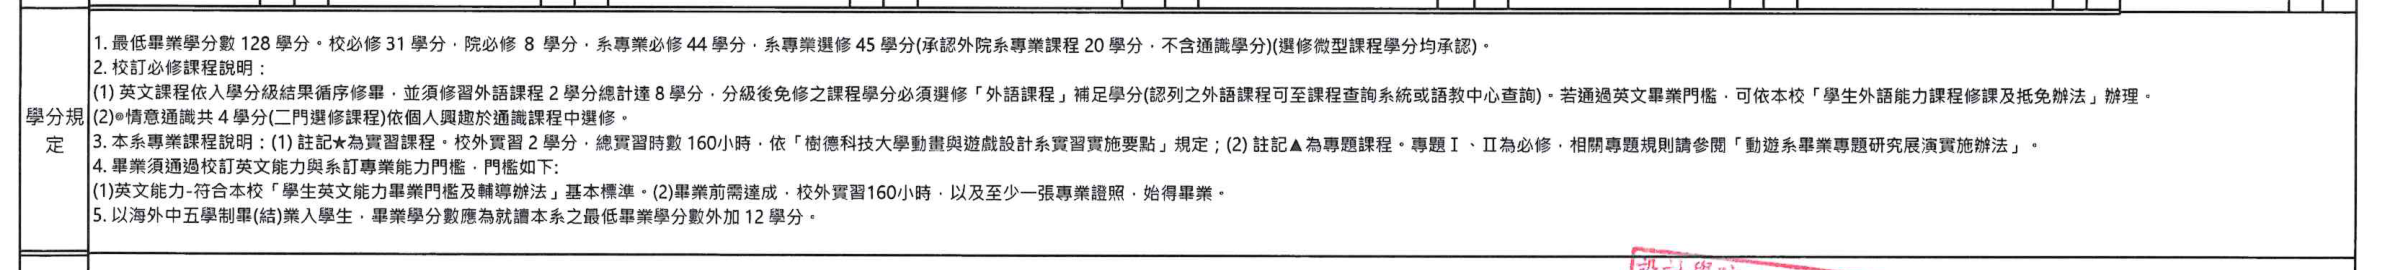 學分規定
1. 最低畢業學分數 128 學分。校必修 31 學分，院必修 8 學分，系專業必修 44 學分，系專業選修 45 學分(承認外院系專業課程 20 學分，不含通識學分)(選修微型課程學分均承認)。
2. 校訂必修課程說明：
(1) 英文課程依入學分級結果循序修畢，並須修習外語課程 2 學分總計達 8 學分，分級後免修之課程學分必須選修「外語課程」補足學分(認列之外語課程可至課程查詢系統或語教中心查詢)。若通過英文畢業門檻，可依本校「學生外語能力課程修課及抵免辦法」辦理。
(2)◎情意通識共 4 學分(二門選修課程)依個人興趣於通識課程中選修。
3. 本系專業課程說明：(1) 註記★為實習課程。校外實習 2 學分，總實習時數 160小時，依「樹德科技大學動畫與遊戲設計系實習實施要點」規定；(2) 註記▲為專題課程。專題Ⅰ、Ⅱ為必修，相關專題規則請參閱「動遊系畢業專題研究展演實施辦法」。
4. 畢業須通過校訂英文能力與系訂專業能力門檻，門檻如下:
(1)英文能力-符合本校「學生英文能力畢業門檻及輔導辦法」基本標準。(2)畢業前需達成，校外實習160小時，以及至少一張專業證照，始得畢業。
5. 以海外中五學制畢(結)業入學生，畢業學分數應為就讀本系之最低畢業學分數外加 12 學分。